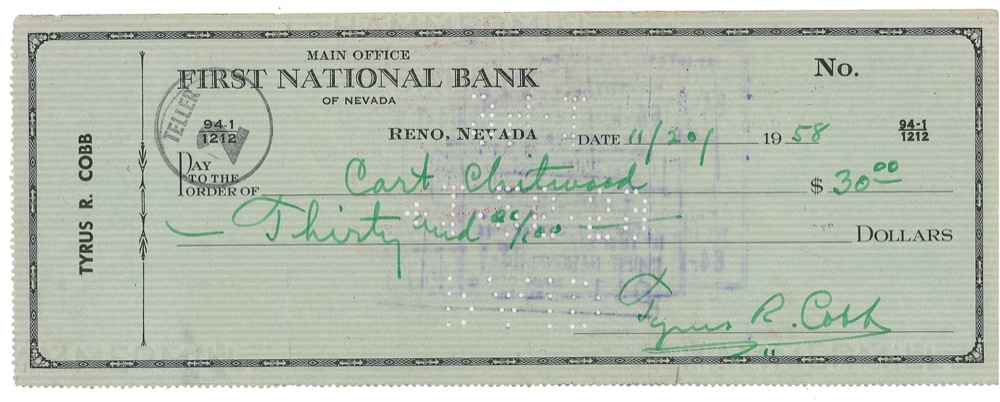 MAIN OFFICE
FIRST NATIONAL BANK
OF NEVADA
No.
TELLER
94-1
1212
RENO, NEVADA
DATE 11/20/ 1958
94-1
1212
TYRUS R. COBB
PAY TO THE ORDER OF Cart Chitwood $30 00
Thirty and 00/100 DOLLARS
Tyrus R. Cobb